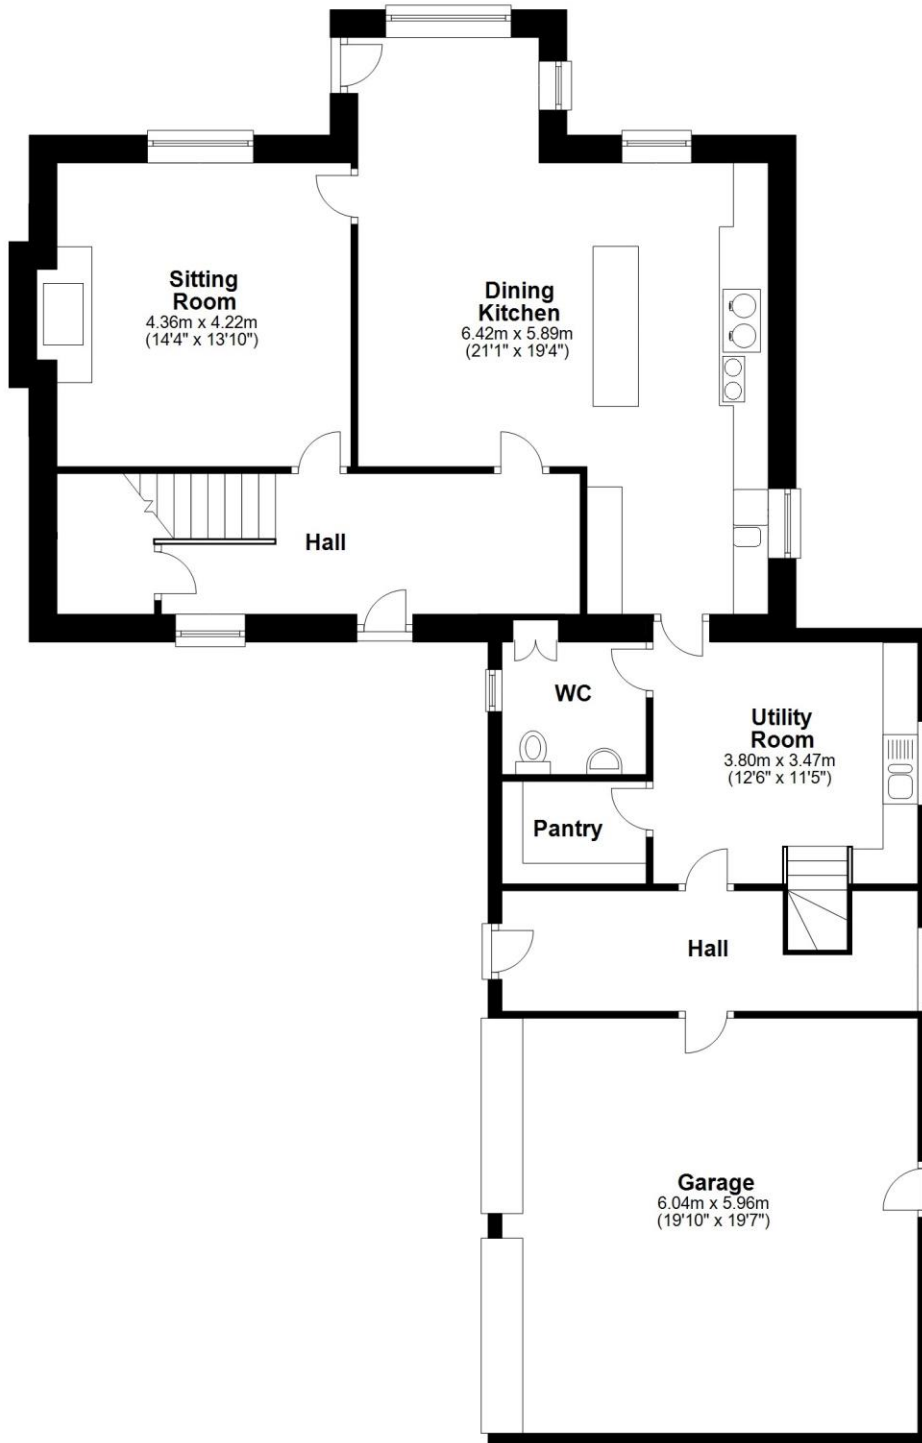 Sitting
Room
4.36m x 4.22m
(14'4" x 13'10")
Dining
Kitchen
6.42m x 5.89m
(21'1" x 19'4")
Hall
WC
Utility
Room
3.80m x 3.47m
(12'6" x 11'5")
Pantry
Hall
Garage
6.04m x 5.96m
(19'10" x 19'7")